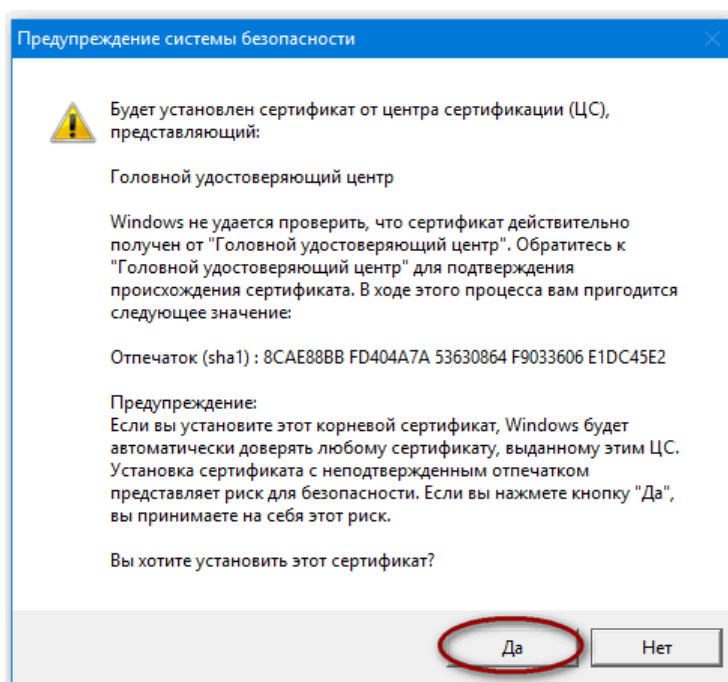 Предупреждение системы безопасности
Будет установлен сертификат от центра сертификации (ЦС),
представляющий:
Головной удостоверяющий центр
Windows не удается проверить, что сертификат действительно
получен от "Головной удостоверяющий центр". Обратитесь к
"Головной удостоверяющий центр" для подтверждения
происхождения сертификата. В ходе этого процесса вам пригодится
следующее значение:
Отпечаток (sha1) : 8CAE88BB FD404A7A 53630864 F9033606 E1DC45E2
Предупреждение:
Если вы установите этот корневой сертификат, Windows будет
автоматически доверять любому сертификату, выданному этим ЦС.
Установка сертификата с неподтвержденным отпечатком
представляет риск для безопасности. Если вы нажмете кнопку "Да",
вы принимаете на себя этот риск.
Вы хотите установить этот сертификат?
Да
Нет